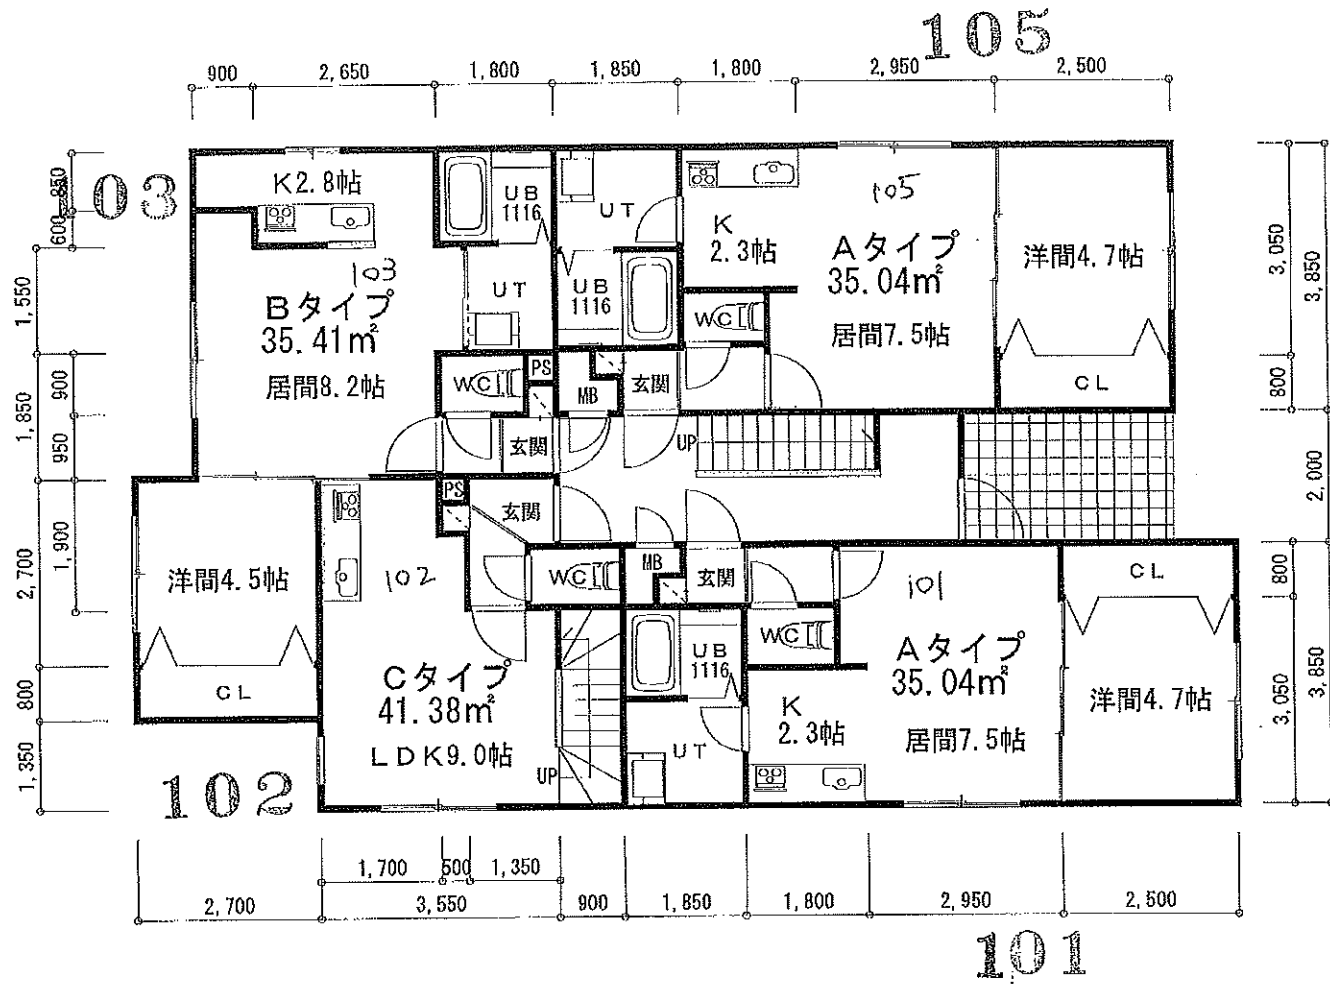 105
900
2,650
1,800
1,850
1,800
2,950
2,500
103
850
600
1,550
900
1,850
950
1,900
2,700
800
1,350
K2.8帖
103
Bタイプ
35.41㎡
居間8.2帖
UB
1116
UT
WC
PS
玄関
UT
UB
1116
MB
玄関
K
2.3帖
WC
105
Aタイプ
35.04㎡
居間7.5帖
洋間4.7帖
CL
3,050
3,850
800
2,000
800
3,050
3,850
UP
洋間4.5帖
CL
102
PS
玄関
102
WC
Cタイプ
41.38㎡
LDK9.0帖
UP
MB
玄関
UB
1116
UT
WC
K
2.3帖
101
Aタイプ
35.04㎡
居間7.5帖
CL
洋間4.7帖
1,700
500
1,350
2,700
3,550
900
1,850
1,800
2,950
2,500
101